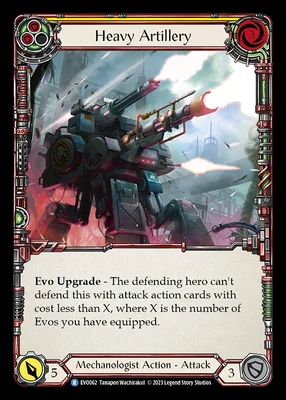 Heavy Artillery
Evo Upgrade - The defending hero can't
defend this with attack action cards with
cost less than X, where X is the number of
Evos you have equipped.
5
Mechanologist Action - Attack
3
R EVO062 Tanapon Wachirakul © 2023 Legend Story Studios